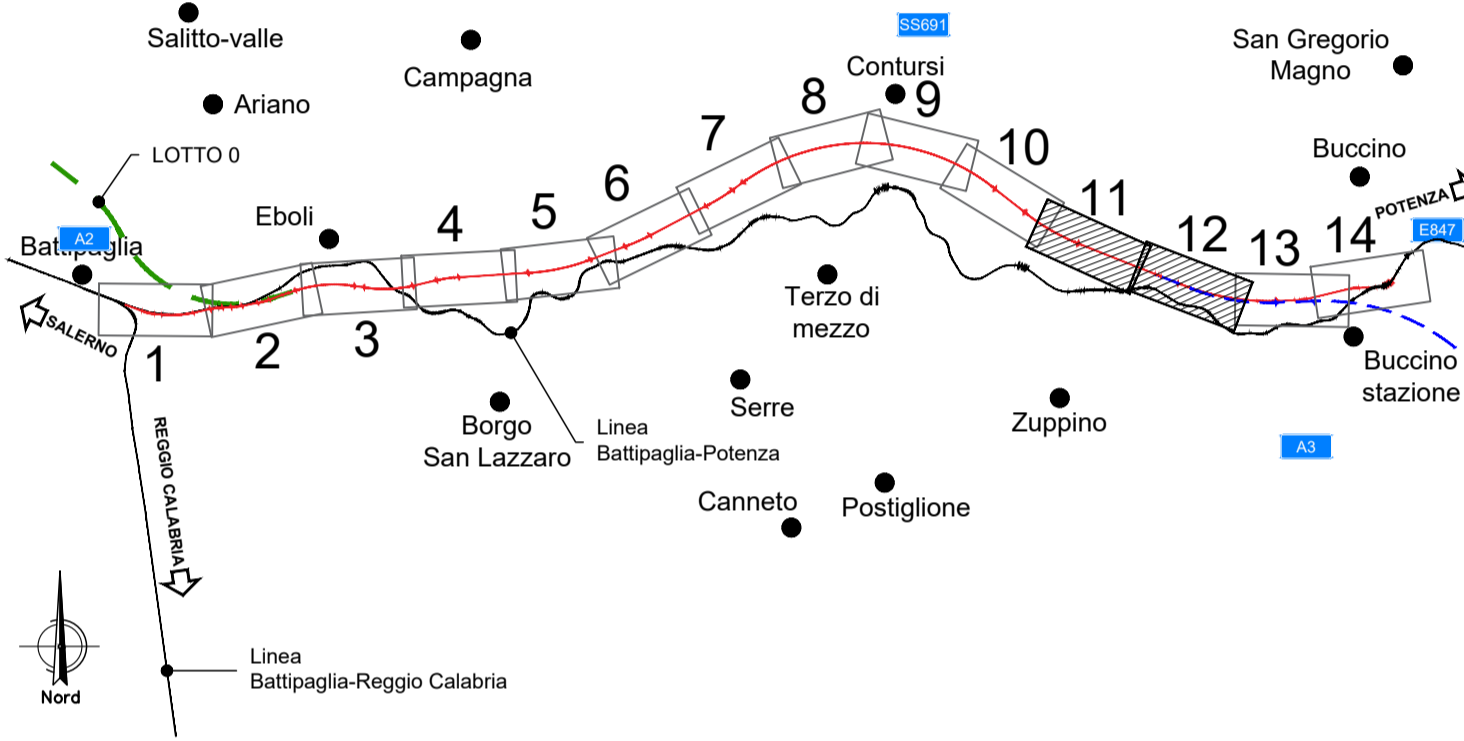 Salitto-valle
Campagna
Ariano
LOTTO 0
SS691
Contursi
San Gregorio
Magno
Buccino
POTENZA
E847
A2
Battipaglia
Eboli
SALERNO
1
2
3
4
5
6
7
8
9
10
11
12
13
14
Terzo di
mezzo
Buccino
stazione
Serre
Zuppino
A3
Borgo
San Lazzaro
Linea
Battipaglia-Potenza
Canneto
Postiglione
REGGIO CALABRIA
Linea
Battipaglia-Reggio Calabria
Nord